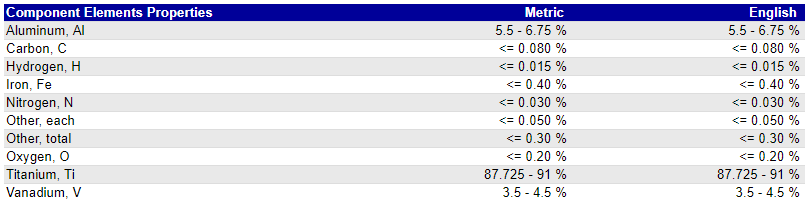 Component Elements Properties Metric English
Aluminum, Al 5.5 - 6.75 % 5.5 - 6.75 %
Carbon, C <= 0.080 % <= 0.080 %
Hydrogen, H <= 0.015 % <= 0.015 %
Iron, Fe <= 0.40 % <= 0.40 %
Nitrogen, N <= 0.030 % <= 0.030 %
Other, each <= 0.050 % <= 0.050 %
Other, total <= 0.30 % <= 0.30 %
Oxygen, O <= 0.20 % <= 0.20 %
Titanium, Ti 87.725 - 91 % 87.725 - 91 %
Vanadium, V 3.5 - 4.5 % 3.5 - 4.5 %